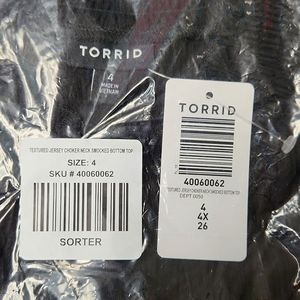 TORRID
4
MADE IN
VIETNAM
TEXTURED JERSEY CHOKER NECK SMOCKED BOTTOM TOP
SIZE: 4
SKU # 40060062
SORTER
TORRID
40060062
TEXTURED JERSEY CHOKER NECK SMOCKED BOTTOM TOP
DEPT 0050
4
4X
26